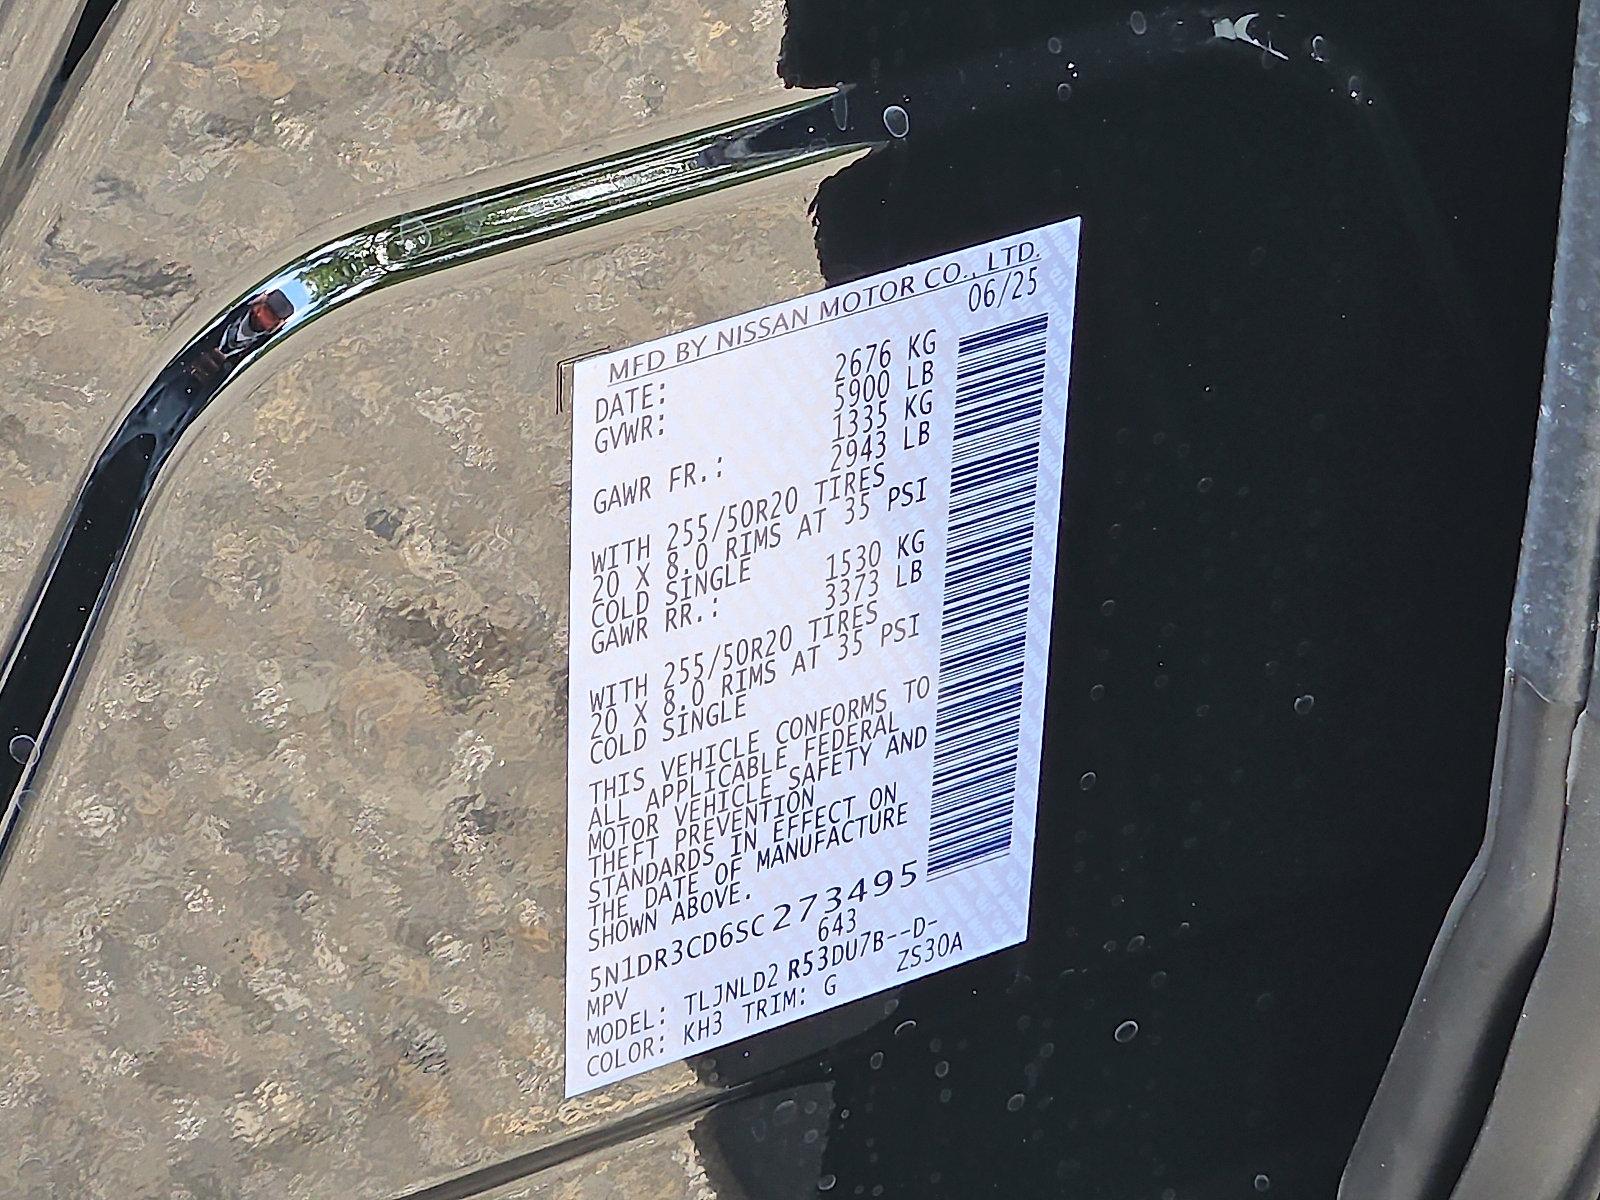 MFD BY NISSAN MOTOR CO., LTD.
DATE: 06/25
GVWR: 2676 KG
5900 LB
GAWR FR.: 1335 KG
2943 LB
WITH 255/50R20 TIRES
20 X 8.0 RIMS AT 35 PSI
COLD SINGLE
GAWR RR.: 1530 KG
3373 LB
WITH 255/50R20 TIRES
20 X 8.0 RIMS AT 35 PSI
COLD SINGLE
THIS VEHICLE CONFORMS TO
ALL APPLICABLE FEDERAL
MOTOR VEHICLE SAFETY AND
THEFT PREVENTION
STANDARDS IN EFFECT ON
THE DATE OF MANUFACTURE
SHOWN ABOVE.
5N1DR3CD6SC273495
MPV 643
MODEL: TLJNLD2 R53DU7B--D-
COLOR: KH3 TRIM: G ZS30A